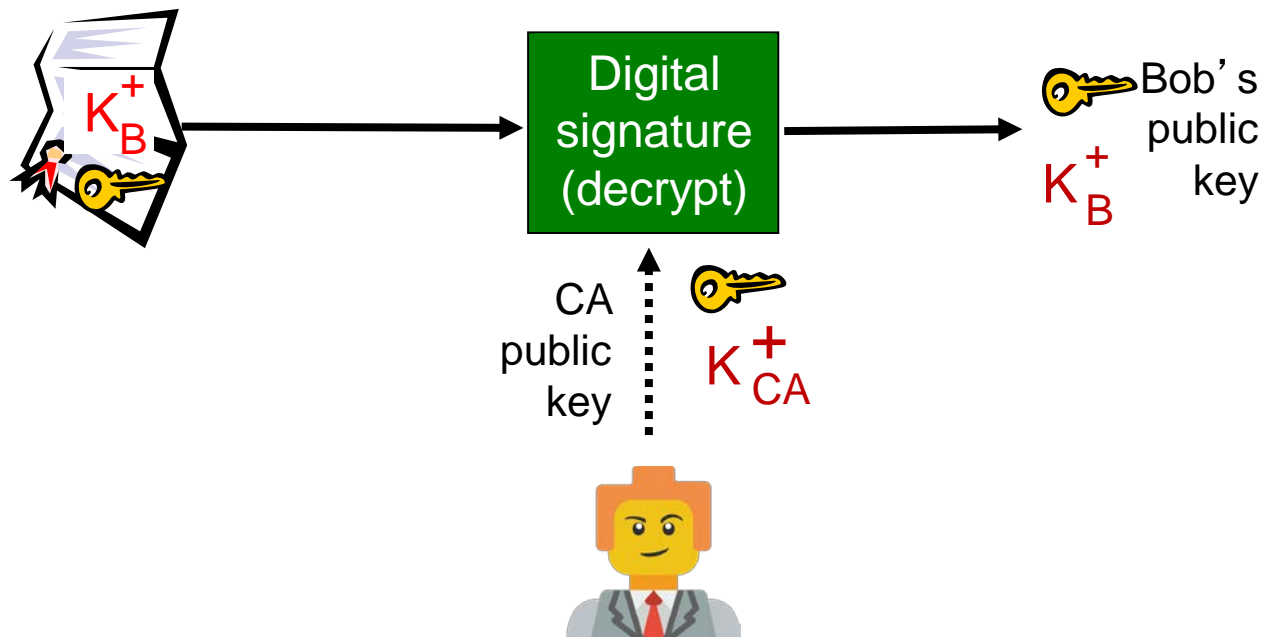 K+B
Digital
signature
(decrypt)
Bob's
public
key
K+B
CA
public
key
K+CA